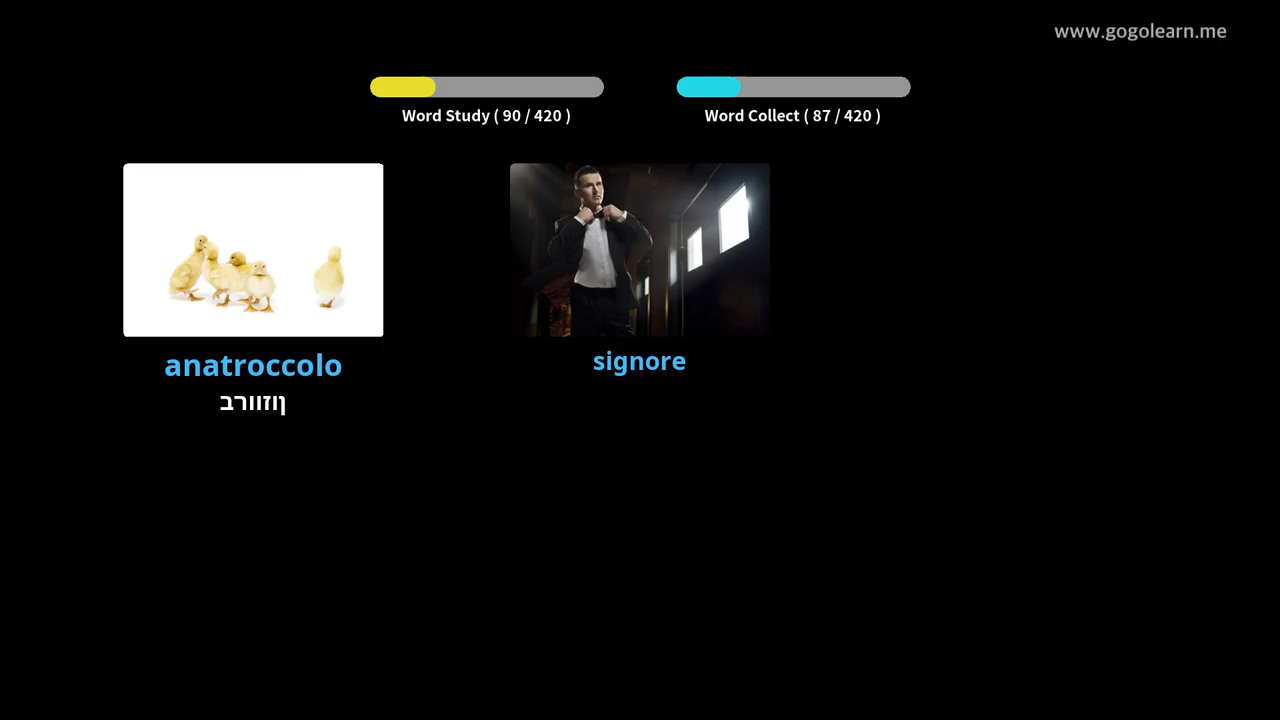 www.gogolearn.me
Word Study ( 90 / 420 )
Word Collect ( 87 / 420 )
anatroccolo
signore
ברווזון